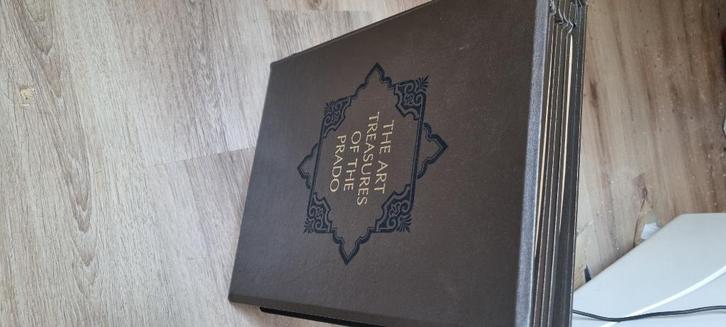 THE ART
TREASURES
OF THE
PRADO